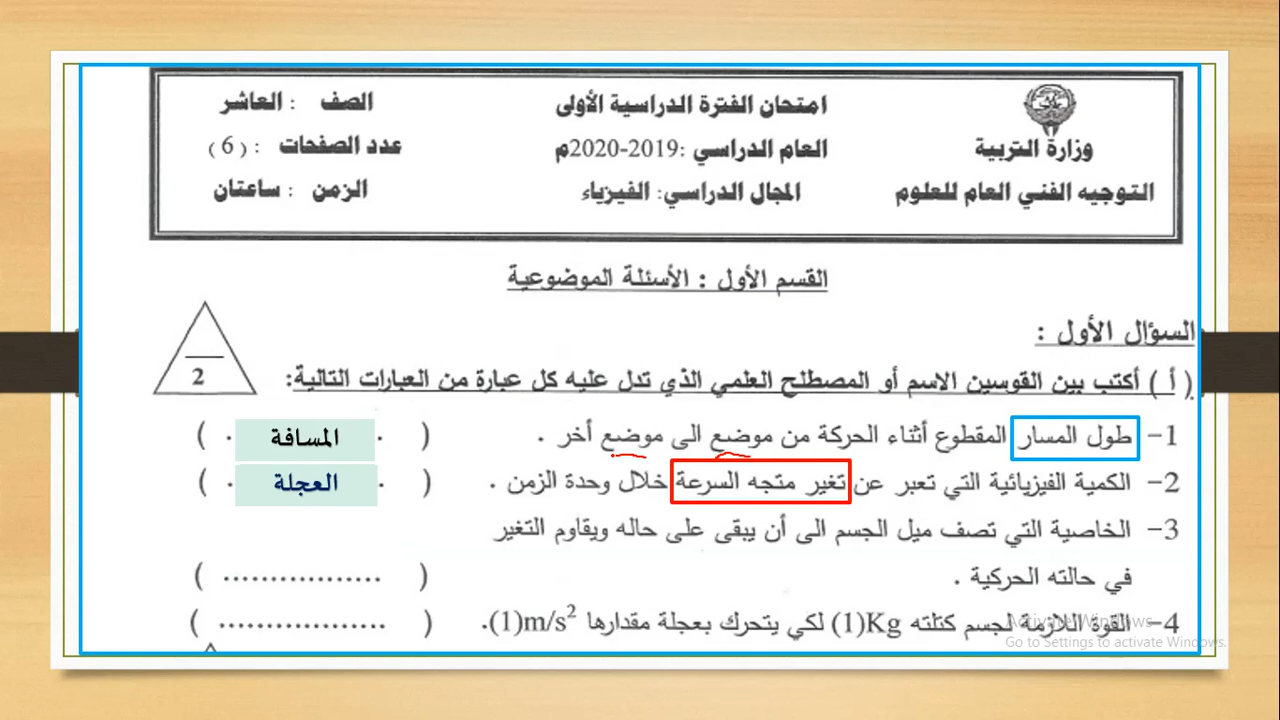 امتحان الفترة الدراسية الأولى
الصف : العاشر
وزارة التربية
العام الدراسي :2019-2020م
عدد الصفحات : ( 6 )
التوجيه الفني العام للعلوم
المجال الدراسي: الفيزياء
الزمن : ساعتان
القسم الأول : الأسئلة الموضوعية
السؤال الأول :
2
( أ ) أكتب بين القوسين الاسم أو المصطلح العلمي الذي تدل عليه كل عبارة من العبارات التالية:
1- طول المسار المقطوع أثناء الحركة من موضع الى موضع أخر . ( المسافة )
2- الكمية الفيزيائية التي تعبر عن تغير متجه السرعة خلال وحدة الزمن . ( العجلة )
3- الخاصية التي تصف ميل الجسم الى أن يبقى على حاله ويقاوم التغير
في حالته الحركية . ( ................. )
4- القوة اللازمة لجسم كتلته (1)Kg لكي يتحرك بعجلة مقدارها (1)m/s². ( ................. )
Activate Windows
Go to Settings to activate Windows.